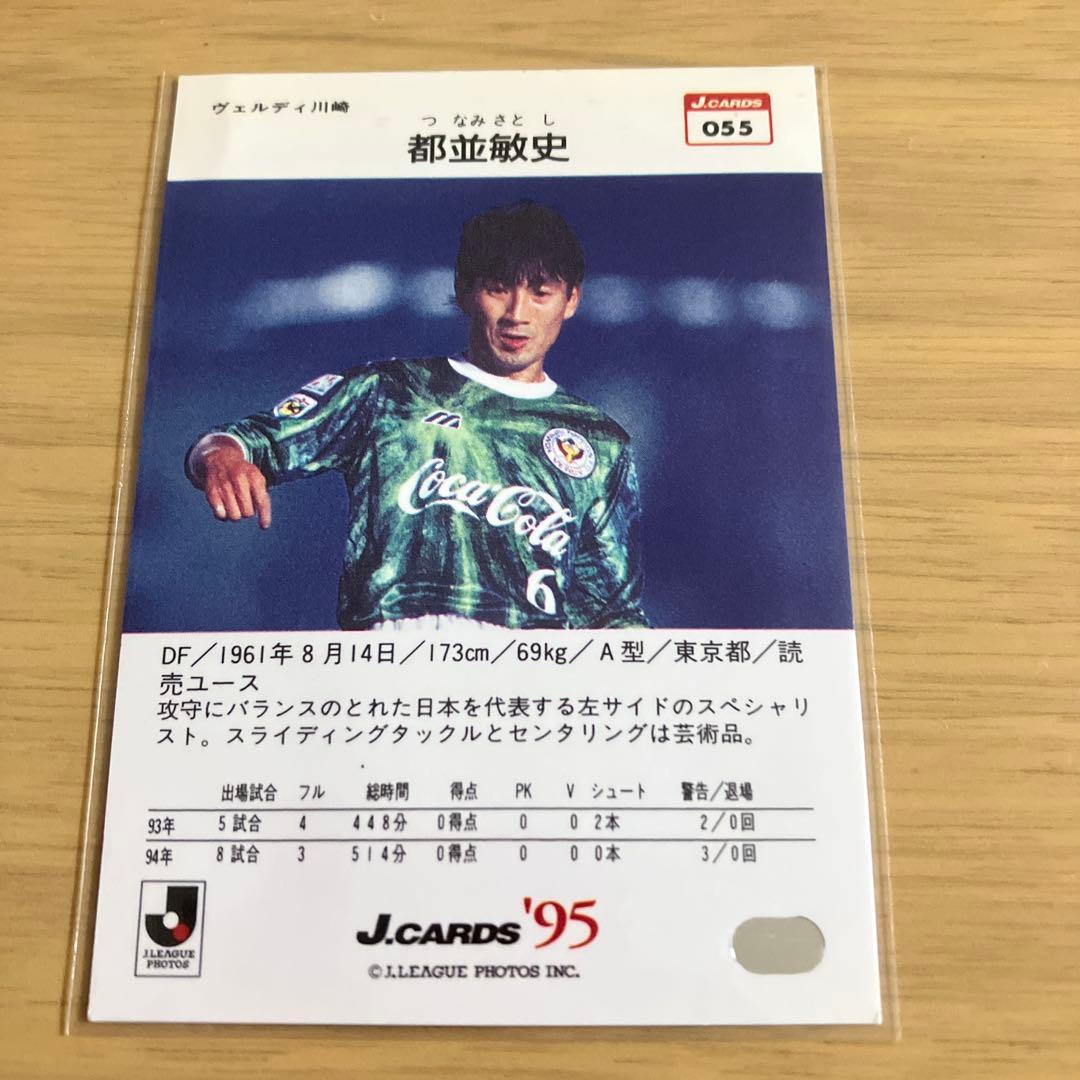 ヴェルディ川崎
J.CARDS
055
つ なみ さと し
都並敏史
Coca-Cola
6
DF/1961年8月14日/173cm/69kg/A型/東京都/読
売ユース
攻守にバランスのとれた日本を代表する左サイドのスペシャリ
スト。スライディングタックルとセンタリングは芸術品。
出場試合 フル 総時間 得点 PK V シュート 警告/退場
93年 5試合 4 448分 0得点 0 0 2本 2/0回
94年 8試合 3 514分 0得点 0 0 0本 3/0回
J.LEAGUE
PHOTOS
J.CARDS '95
©J.LEAGUE PHOTOS INC.